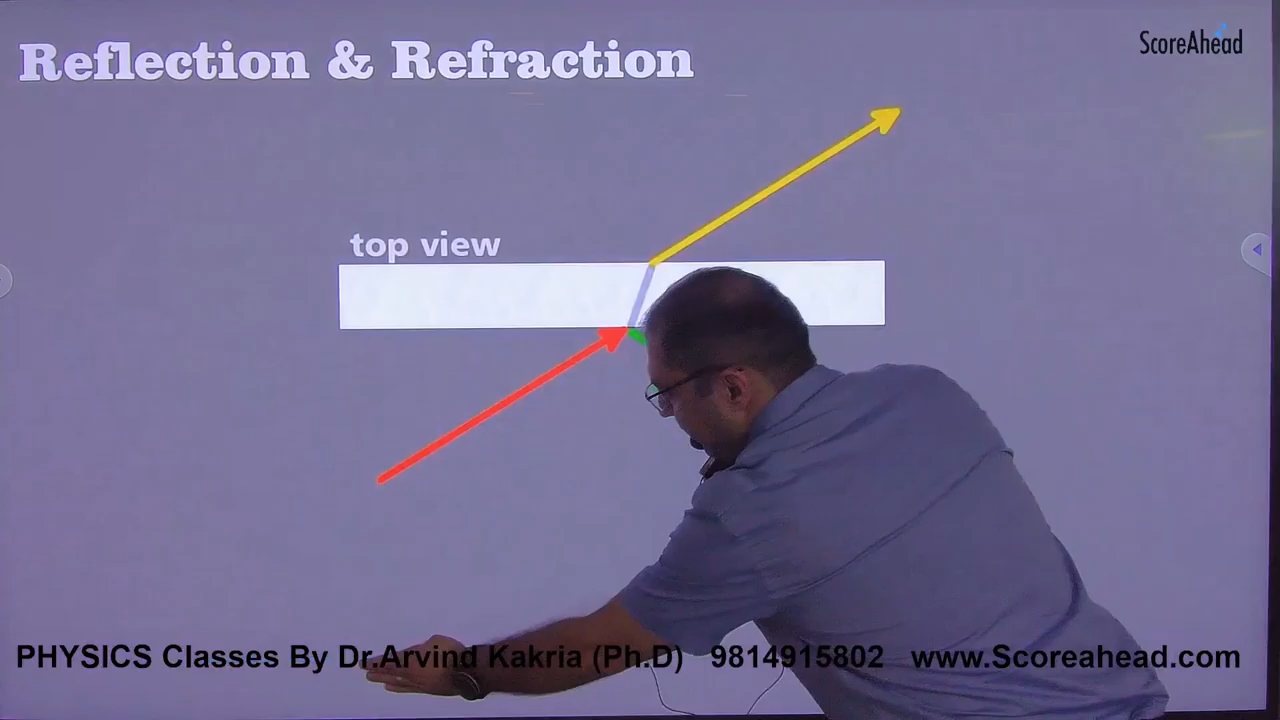 Reflection & Refraction
ScoreAhead
top view
PHYSICS Classes By Dr.Arvind Kakria (Ph.D) 9814915802 www.Scoreahead.com